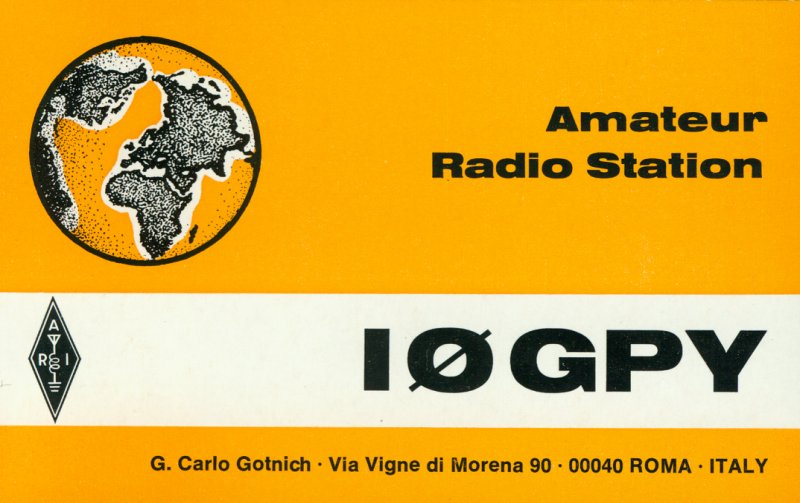 Amateur
Radio Station
A
R I
IØGPY
G. Carlo Gotnich · Via Vigne di Morena 90 · 00040 ROMA · ITALY